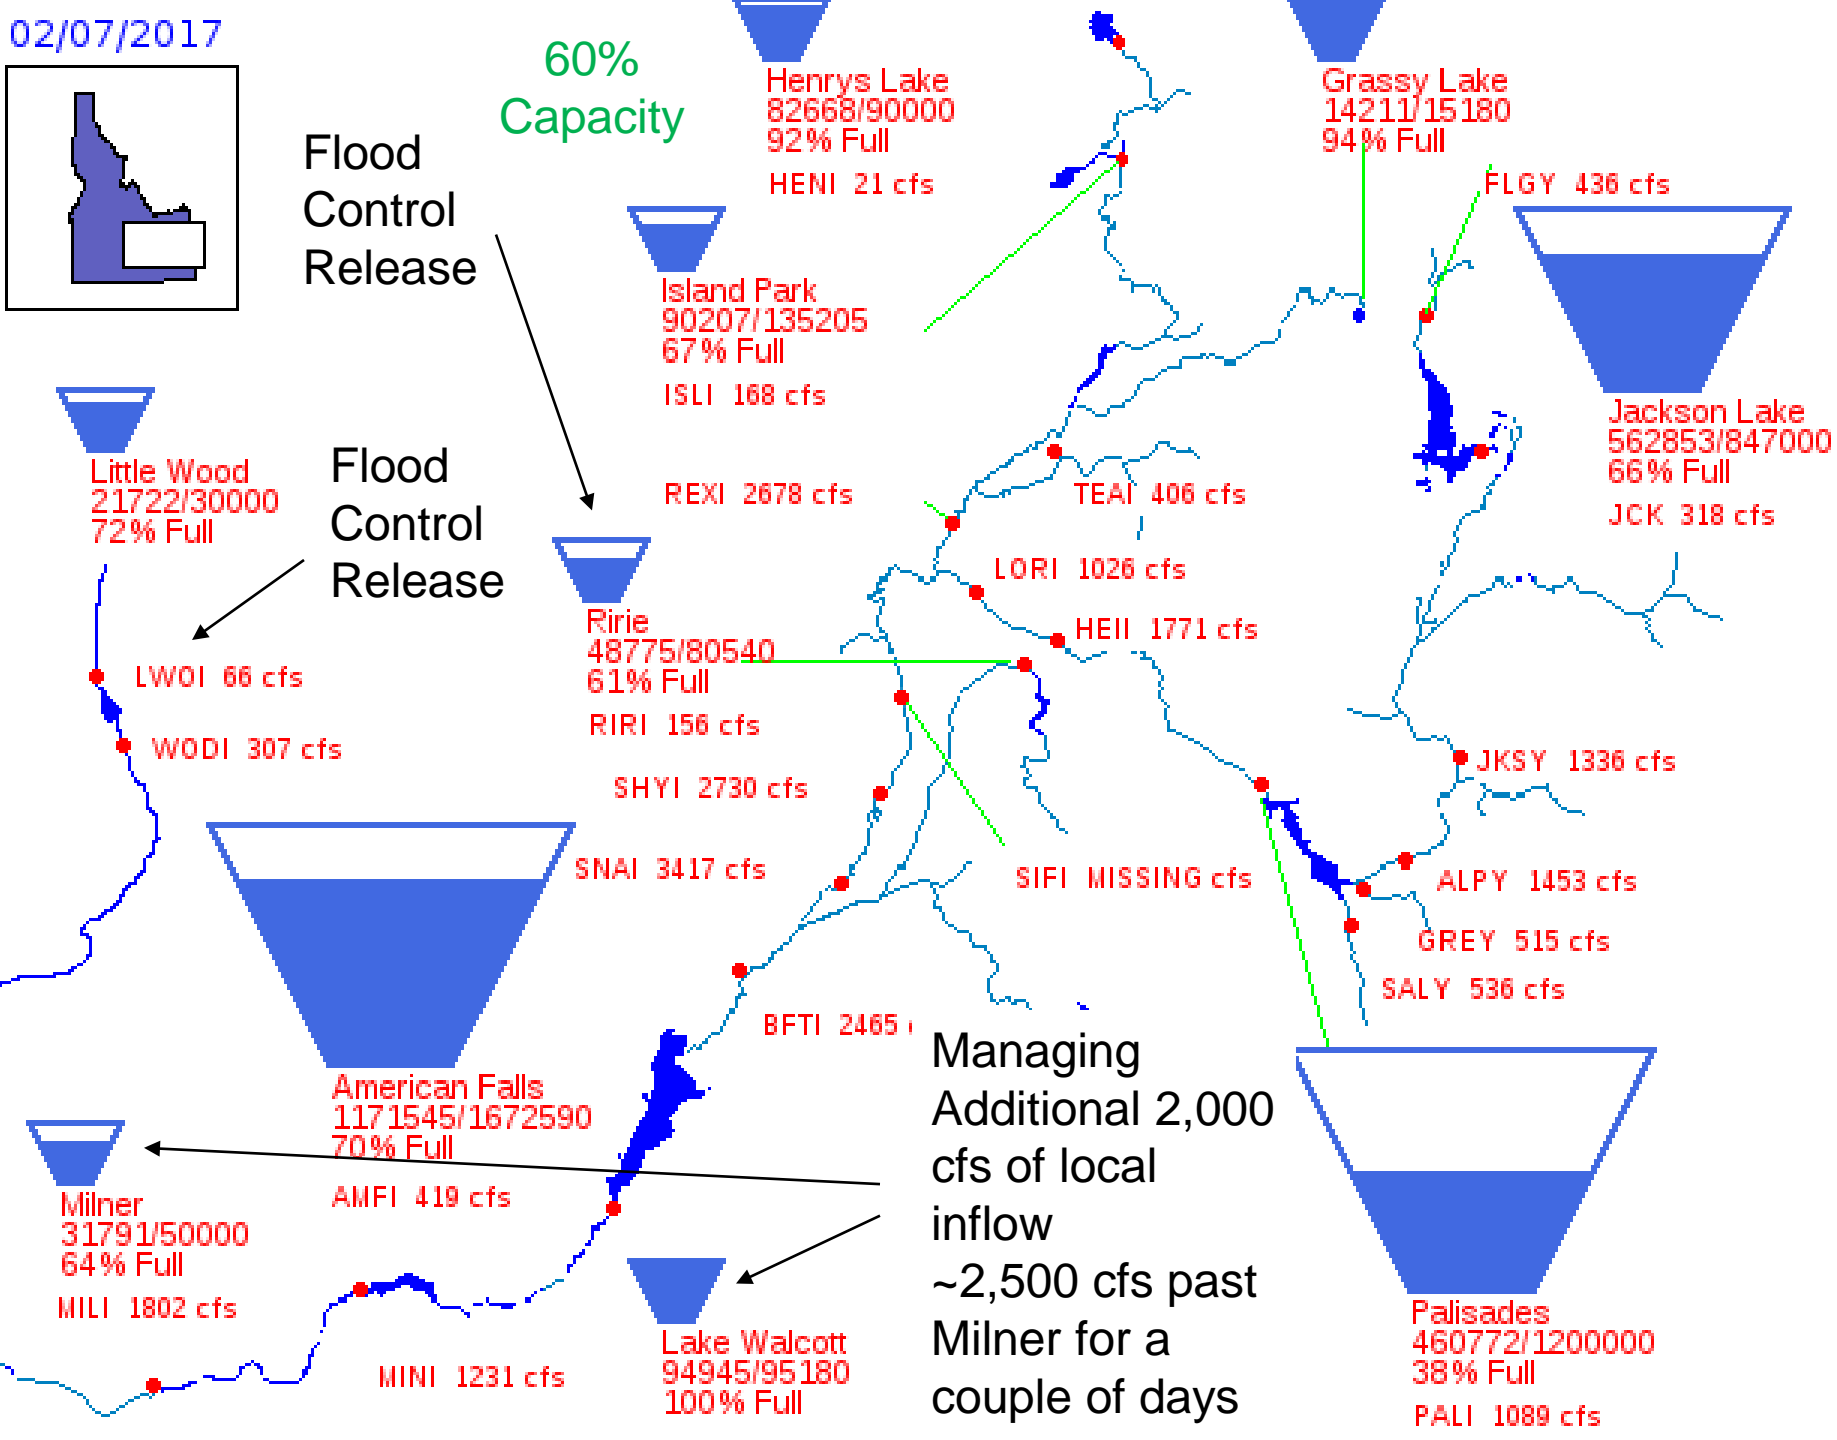 02/07/2017
60%
Capacity
Flood
Control
Release
Henrys Lake
82668/90000
92% Full
HENI 21 cfs
Grassy Lake
14211/15180
94% Full
FLGY 436 cfs
Island Park
90207/135205
67% Full
ISLI 168 cfs
Jackson Lake
562853/847000
66% Full
JCK 318 cfs
Little Wood
21722/30000
72% Full
Flood
Control
Release
REXI 2678 cfs
TEAI 406 cfs
LORI 1026 cfs
HEII 1771 cfs
Ririe
48775/80540
61% Full
RIRI 156 cfs
LWOI 66 cfs
WODI 307 cfs
SHYI 2730 cfs
JKSY 1336 cfs
SNAI 3417 cfs
SIFI MISSING cfs
ALPY 1453 cfs
GREY 515 cfs
SALY 536 cfs
BFTI 2465
American Falls
1171545/1672590
70% Full
AMFI 419 cfs
Managing
Additional 2,000
cfs of local
inflow
~2,500 cfs past
Milner for a
couple of days
Milner
31791/50000
64% Full
MILI 1802 cfs
MINI 1231 cfs
Lake Walcott
94945/95180
100% Full
Palisades
460772/1200000
38% Full
PALI 1089 cfs